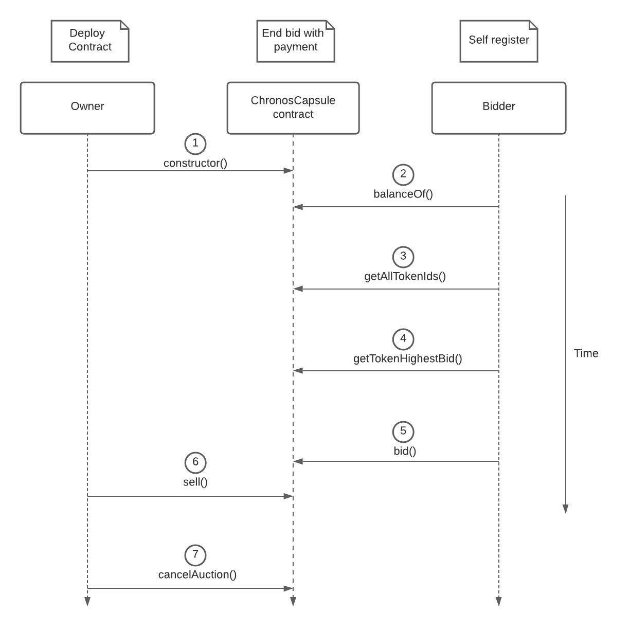 Deploy
Contract
End bid with
payment
Self register
Owner
ChronosCapsule
contract
Bidder
1
constructor()
2
balanceOf()
3
getAllTokenIds()
4
getTokenHighestBid()
Time
5
bid()
6
sell()
7
cancelAuction()